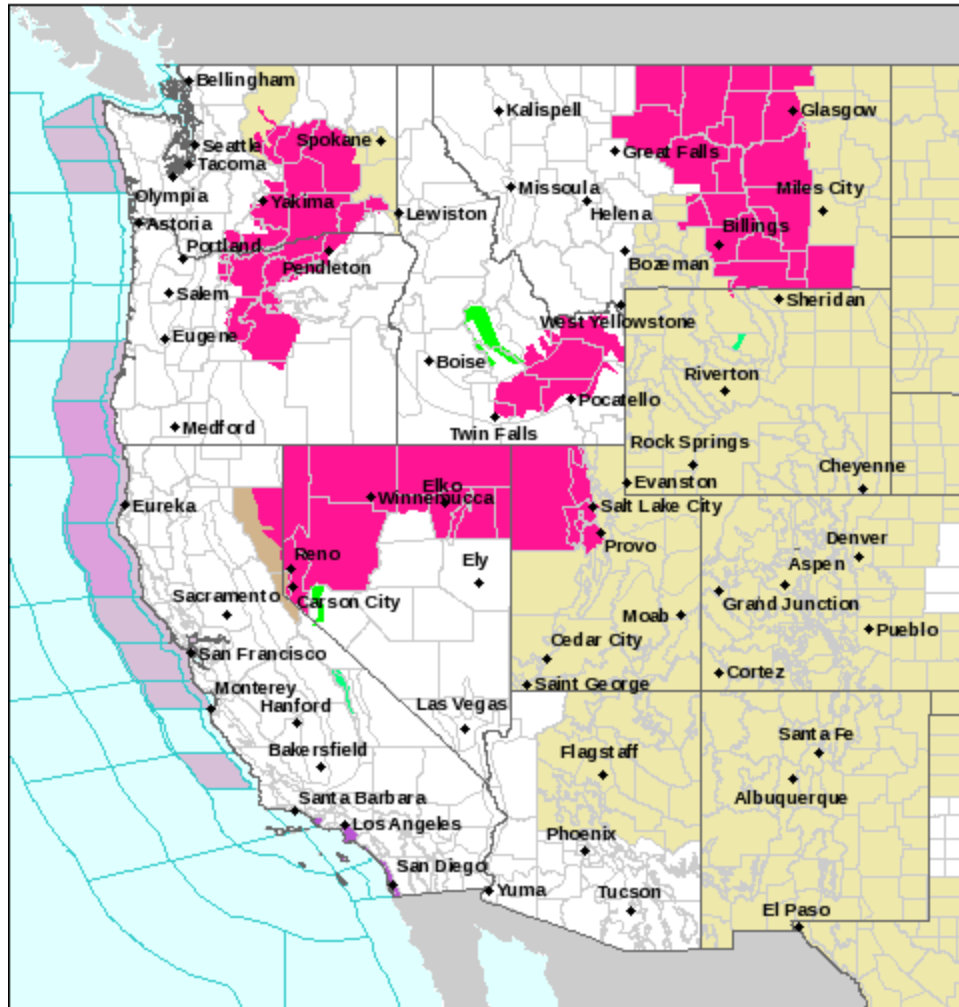 Bellingham
Kalispell
Glasgow
Seattle
Spokane
Great Falls
Tacoma
Missoula
Miles City
Olympia
Yakima
Lewiston
Helena
Astoria
Billings
Portland
Pendleton
Bozeman
Salem
Sheridan
West Yellowstone
Eugene
Boise
Riverton
Pocatello
Medford
Twin Falls
Rock Springs
Cheyenne
Elko
Evanston
Eureka
Winnemucca
Salt Lake City
Provo
Denver
Reno
Ely
Aspen
Sacramento
Carson City
Grand Junction
Moab
Pueblo
Cedar City
San Francisco
Cortez
Monterey
Saint George
Hanford
Las Vegas
Santa Fe
Bakersfield
Flagstaff
Albuquerque
Santa Barbara
Los Angeles
Phoenix
San Diego
Yuma
Tucson
El Paso